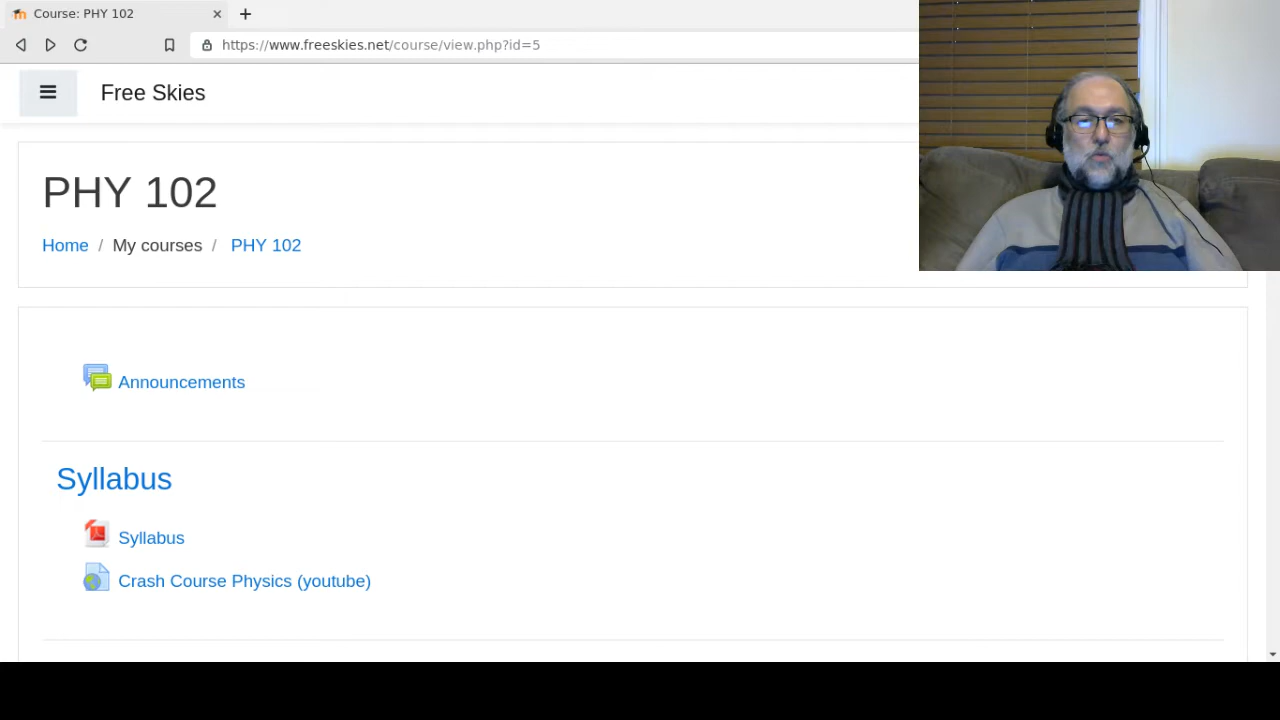 Course: PHY 102
https://www.freeskies.net/course/view.php?id=5
Free Skies
PHY 102
Home / My courses / PHY 102
Announcements
Syllabus
Syllabus
Crash Course Physics (youtube)